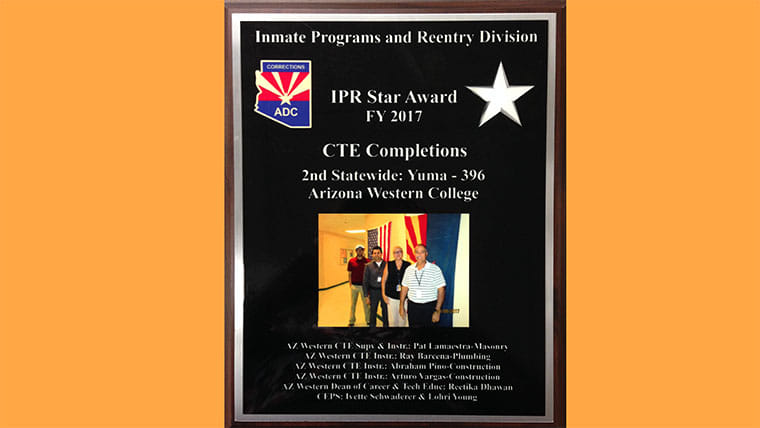 Inmate Programs and Reentry Division
CORRECTIONS
ADC
IPR Star Award
FY 2017
CTE Completions
2nd Statewide: Yuma - 396
Arizona Western College
AZ Western CTE Supv & Instr.: Pat Lamaestra-Masonry
AZ Western CTE Instr.: Ray Barcena-Plumbing
AZ Western CTE Instr.: Abraham Pino-Construction
AZ Western CTE Instr.: Arturo Vargas-Construction
AZ Western Dean of Career & Tech Educ: Reetika Dhawan
CEPS: Ivette Schwaderer & Lohri Young